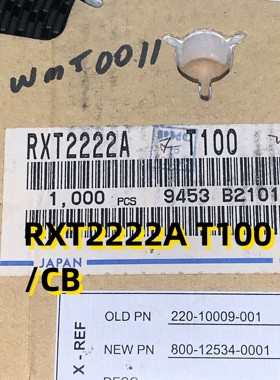 WmT0011
RXT2222A T100
1,000 PCS 9453 B2101
RXT2222A T100
/CB
JAPAN
X-REF
OLD PN 220-10009-001
NEW PN 800-12534-0001